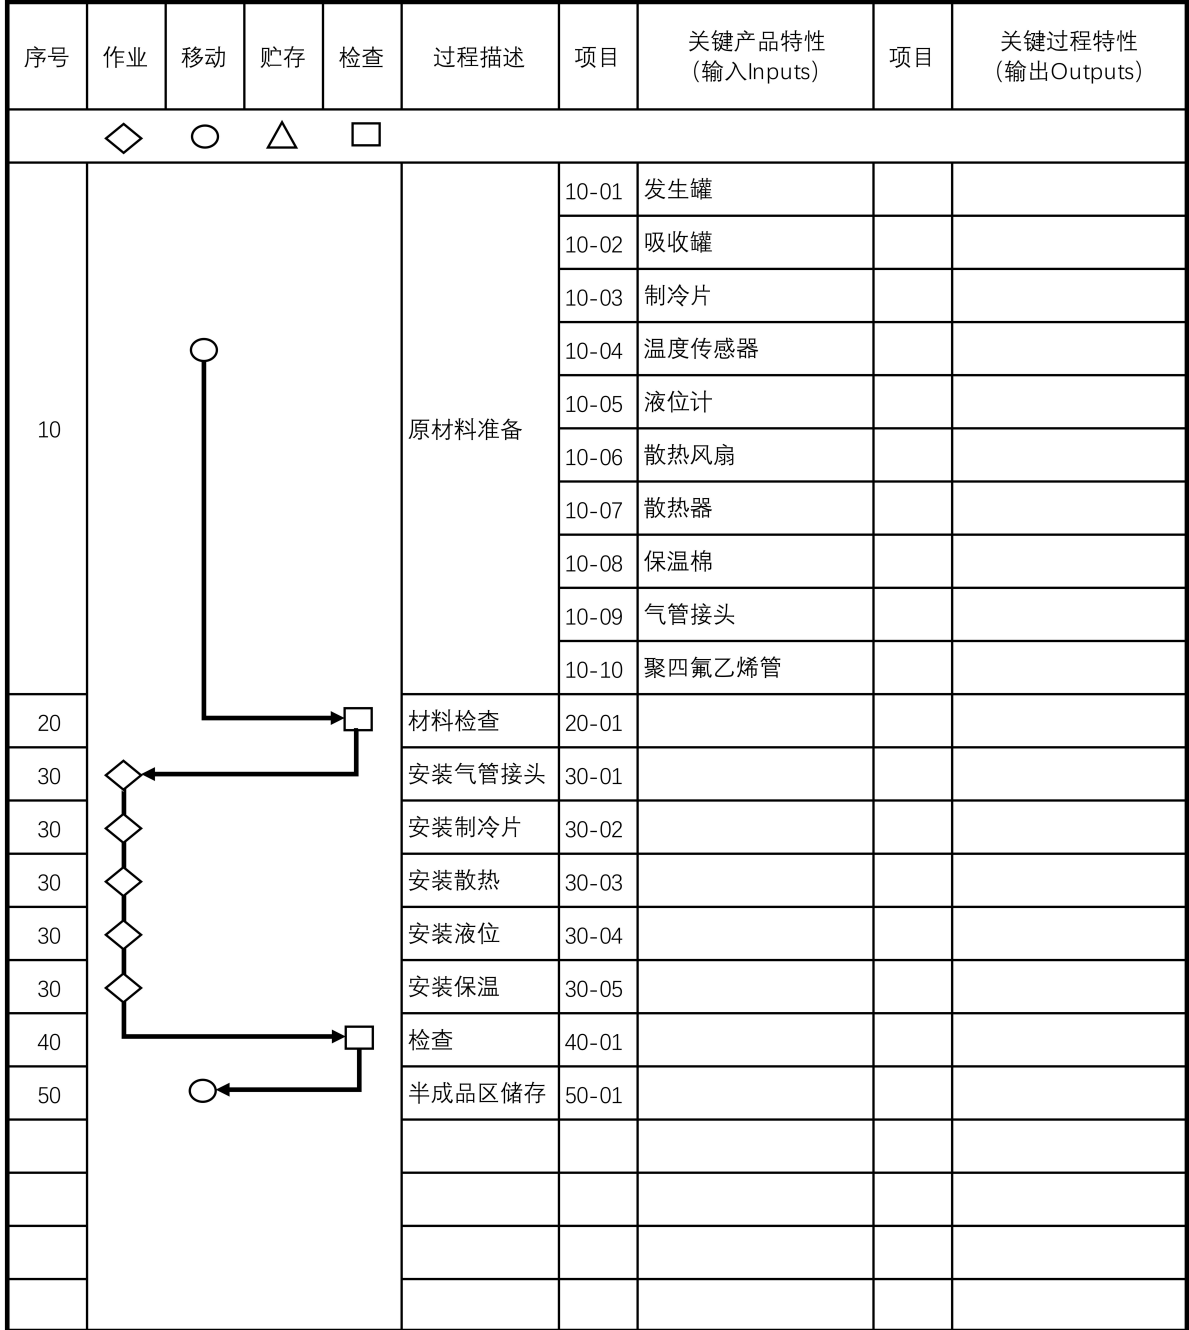 序号 作业 移动 贮存 检查 过程描述 项目 关键产品特性 项目 关键过程特性
（输入Inputs） （输出Outputs）
10 原材料准备
10-01 发生罐
10-02 吸收罐
10-03 制冷片
10-04 温度传感器
10-05 液位计
10-06 散热风扇
10-07 散热器
10-08 保温棉
10-09 气管接头
10-10 聚四氟乙烯管
20 材料检查 20-01
30 安装气管接头 30-01
30 安装制冷片 30-02
30 安装散热 30-03
30 安装液位 30-04
30 安装保温 30-05
40 检查 40-01
50 半成品区储存 50-01